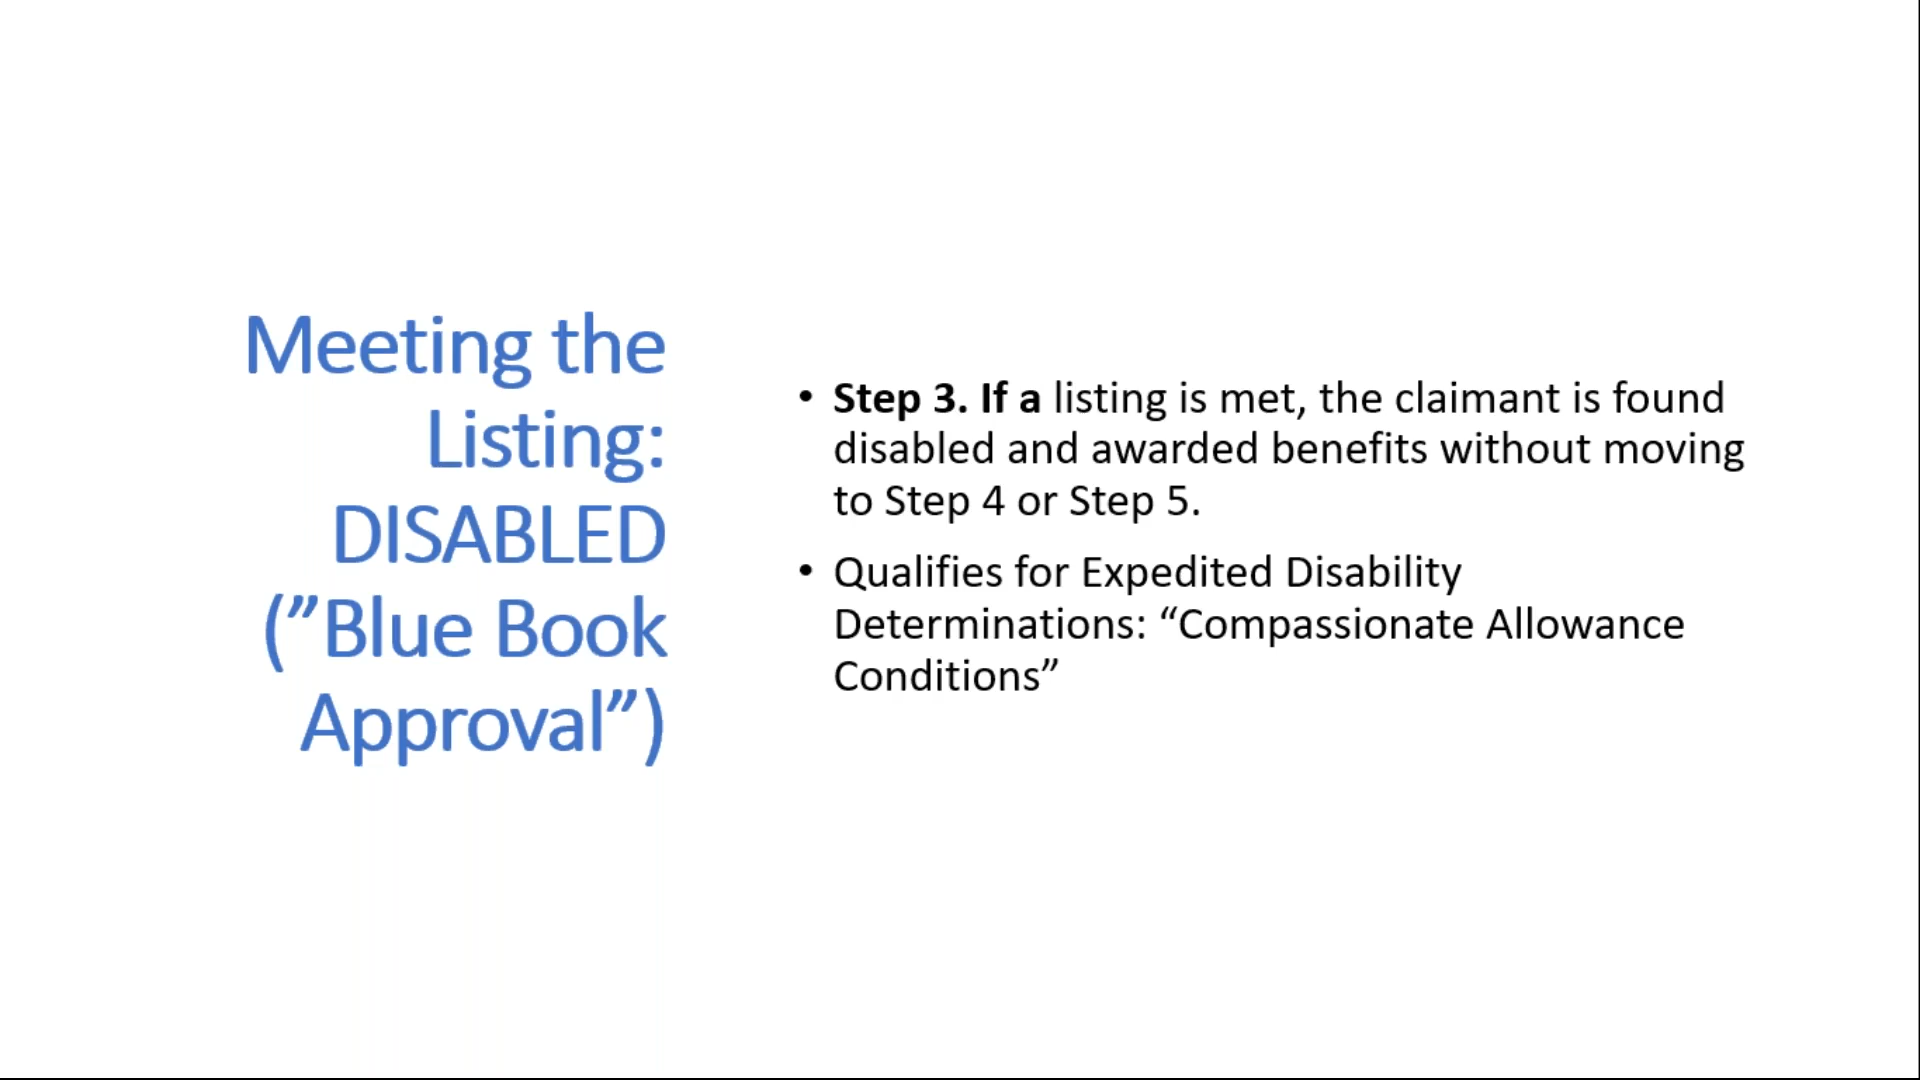 Meeting the
Listing:
DISABLED
(”Blue Book
Approval”)
• Step 3. If a listing is met, the claimant is found
disabled and awarded benefits without moving
to Step 4 or Step 5.
• Qualifies for Expedited Disability
Determinations: “Compassionate Allowance
Conditions”